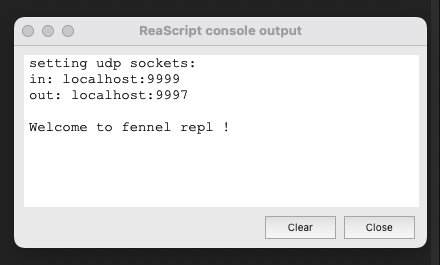 ReaScript console output
setting udp sockets:
in: localhost:9999
out: localhost:9997
Welcome to fennel repl !
Clear
Close